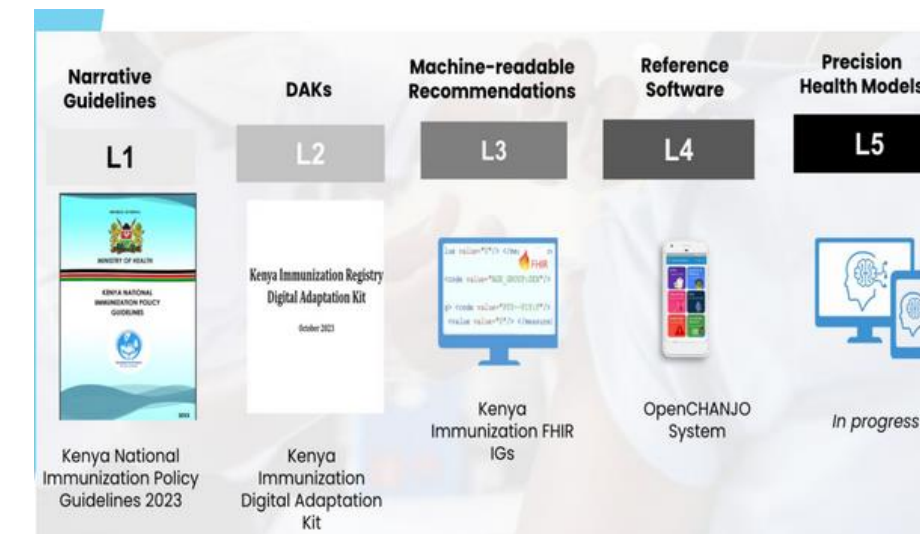 Narrative
Guidelines
DAKs
Machine-readable
Recommendations
Reference
Software
Precision
Health Models
L1
L2
L3
L4
L5
MINISTRY OF HEALTH
KENYA NATIONAL
IMMUNIZATION POLICY
GUIDELINES
2023
Kenya Immunization Registry
Digital Adaptation Kit
October 2023
FHIR
Kenya National
Immunization Policy
Guidelines 2023
Kenya
Immunization
Digital Adaptation
Kit
Kenya
Immunization FHIR
IGs
OpenCHANJO
System
In progress